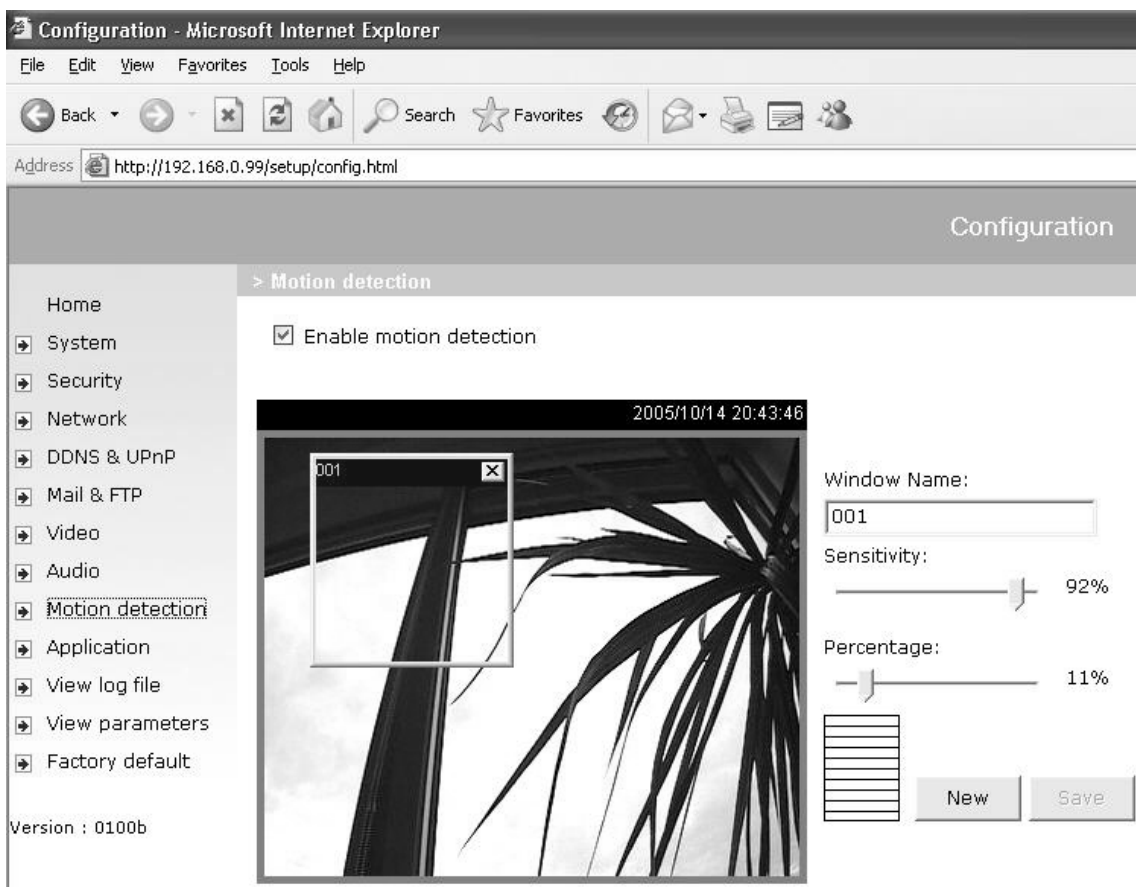 Configuration - Microsoft Internet Explorer
File Edit View Favorites Tools Help
Back Search Favorites
Address http://192.168.0.99/setup/config.html
Configuration
> Motion detection
Home
System
Security
Network
DDNS & UPnP
Mail & FTP
Video
Audio
Motion detection
Application
View log file
View parameters
Factory default
Version : 0100b
Enable motion detection
2005/10/14 20:43:46
001
Window Name:
001
Sensitivity:
92%
Percentage:
11%
New Save